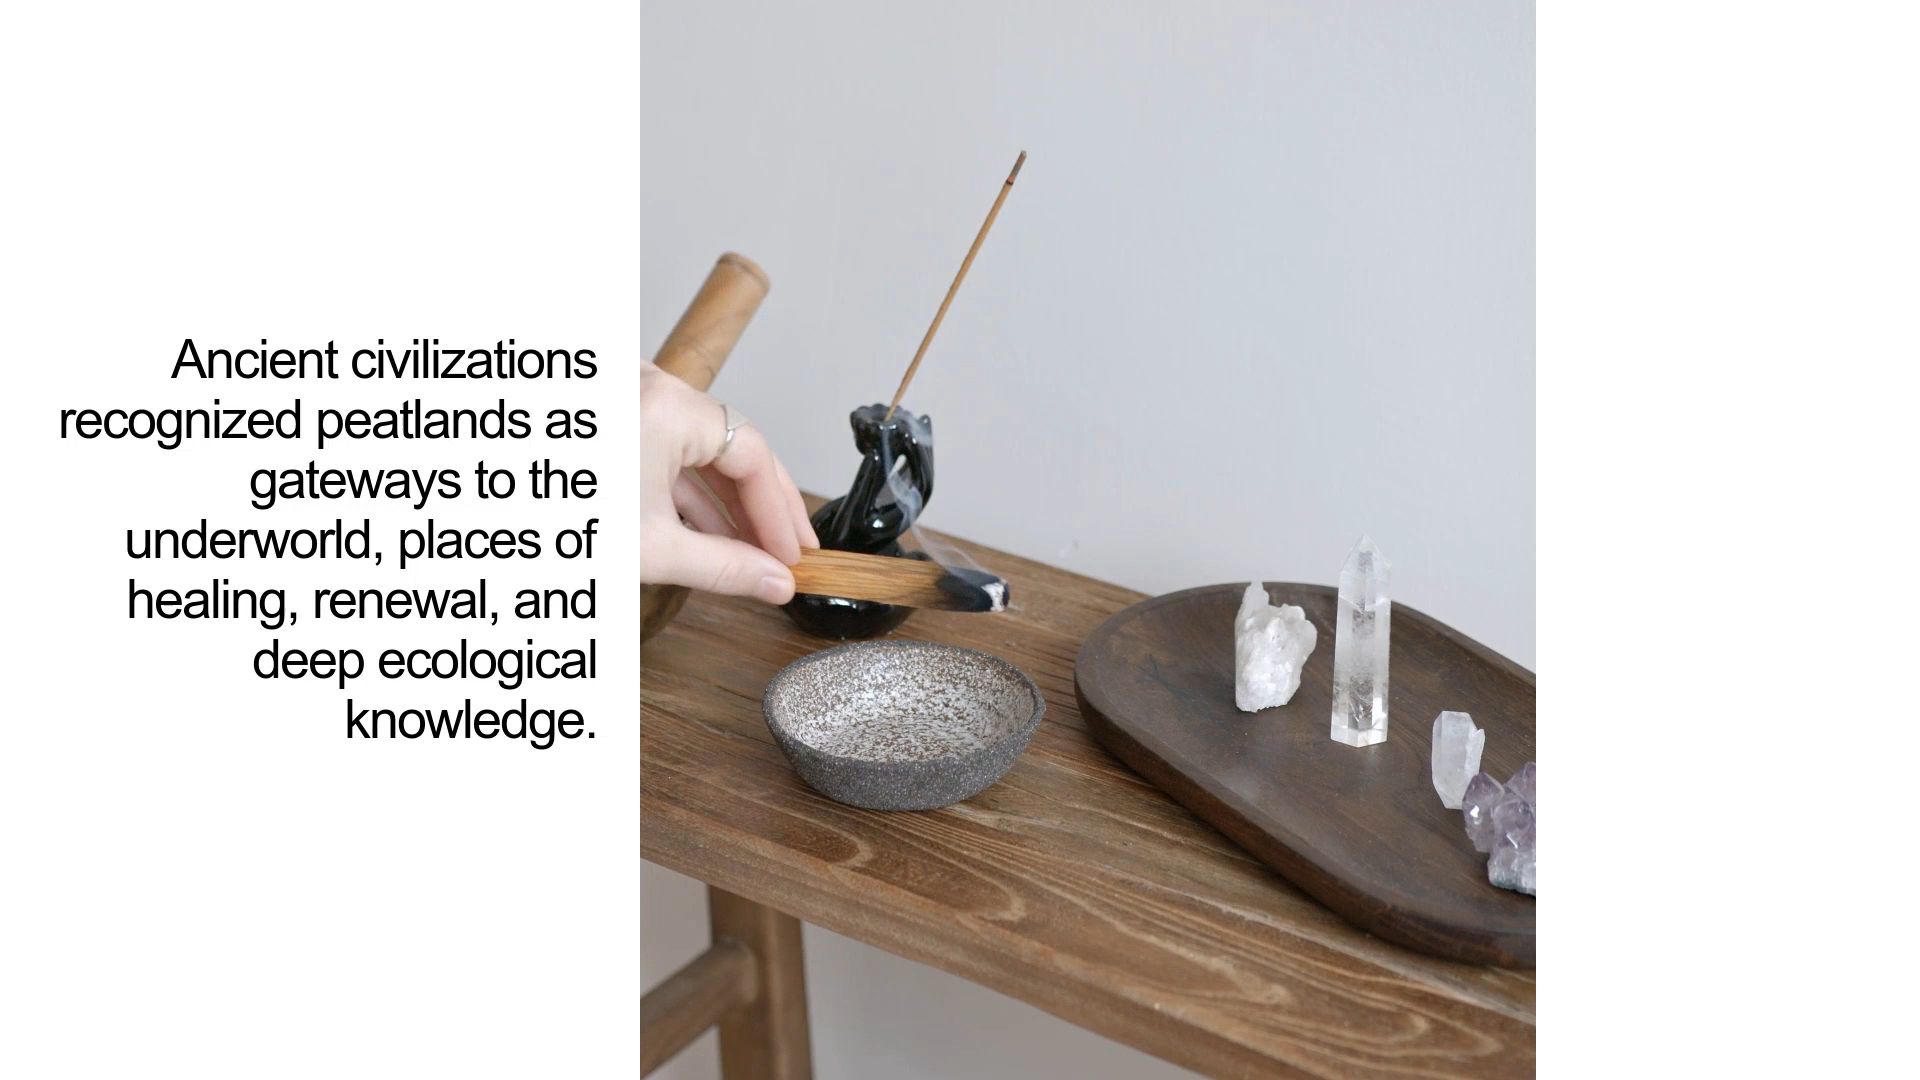 Ancient civilizations
recognized peatlands as
gateways to the
underworld, places of
healing, renewal, and
deep ecological
knowledge.